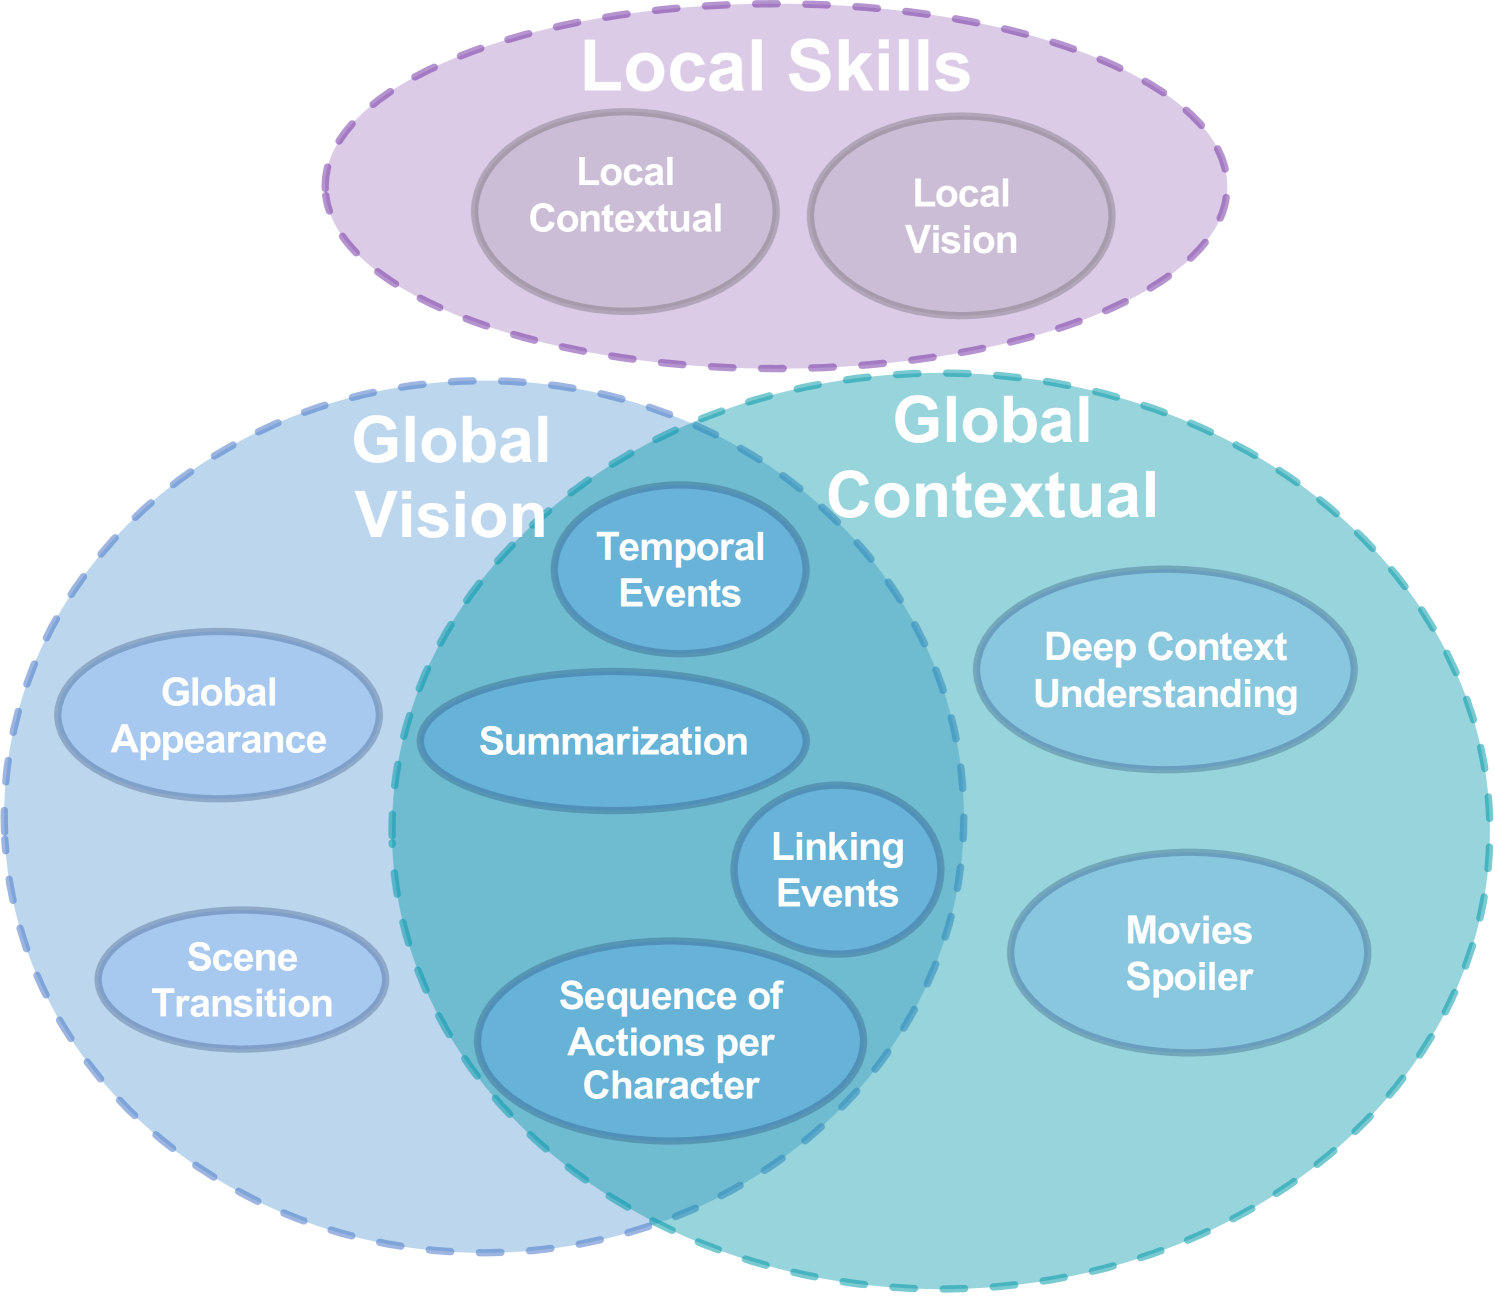 Local Skills
Local
Contextual
Local
Vision
Global
Vision
Global
Contextual
Temporal
Events
Deep Context
Understanding
Global
Appearance
Summarization
Linking
Events
Scene
Transition
Movies
Spoiler
Sequence of
Actions per
Character